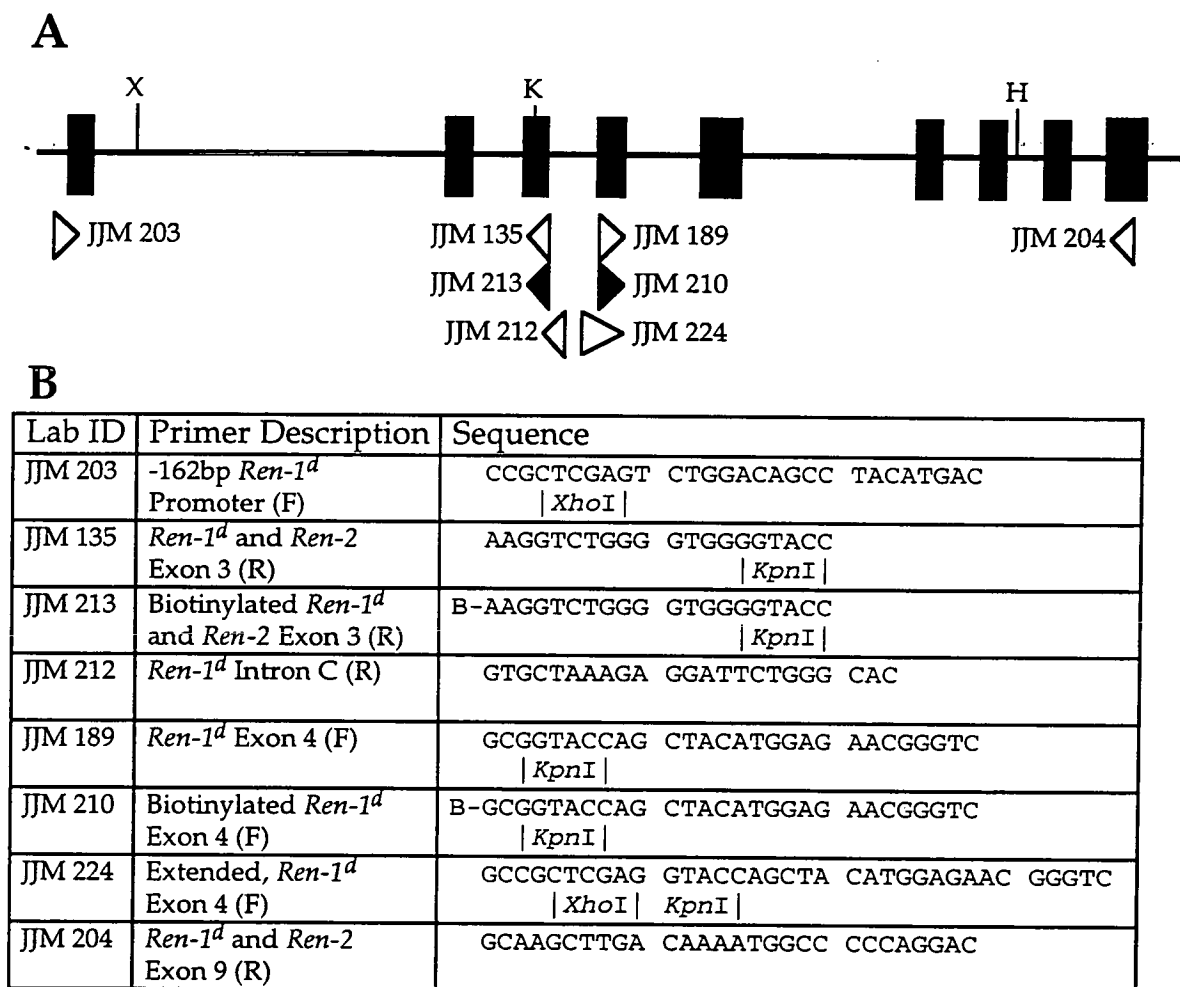 A
X K H
JJM 203 JJM 135 JJM 189 JJM 204
JJM 213 JJM 210
JJM 212 JJM 224
B
Lab ID Primer Description Sequence
JJM 203 -162bp Ren-1d CCGCTCGAGT CTGGACAGCC TACATGAC
Promoter (F) |XhoI|
JJM 135 Ren-1d and Ren-2 AAGGTCTGGG GTGGGGTACC
Exon 3 (R) |KpnI|
JJM 213 Biotinylated Ren-1d B-AAGGTCTGGG GTGGGGTACC
and Ren-2 Exon 3 (R) |KpnI|
JJM 212 Ren-1d Intron C (R) GTGCTAAAGA GGATTCTGGG CAC
JJM 189 Ren-1d Exon 4 (F) GCGGTACCAG CTACATGGAG AACGGGTC
|KpnI|
JJM 210 Biotinylated Ren-1d B-GCGGTACCAG CTACATGGAG AACGGGTC
Exon 4 (F) |KpnI|
JJM 224 Extended, Ren-1d GCCGCTCGAG GTACCAGCTA CATGGAGAAC GGGTC
Exon 4 (F) |XhoI| KpnI|
JJM 204 Ren-1d and Ren-2 GCAAGCTTGA CAAAATGGCC CCCAGGAC
Exon 9 (R)